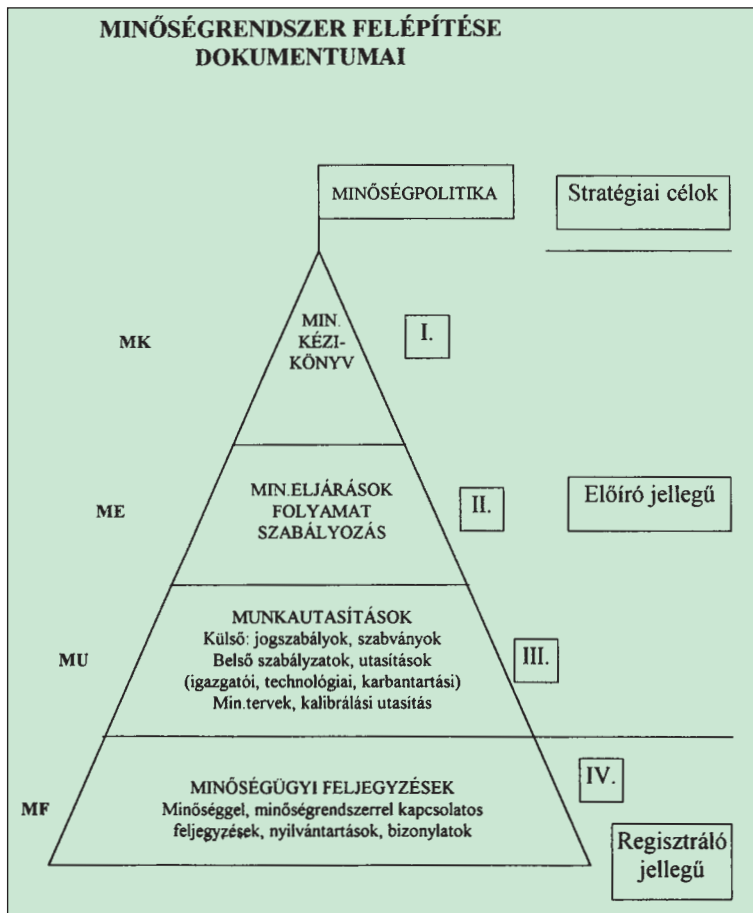 MINŐSÉGRENDSZER FELÉPÍTÉSE
DOKUMENTUMAI
MINŐSÉGPOLITIKA
Stratégiai célok
MK
MIN.
KÉZI-
KÖNYV
I.
ME
MIN.ELJÁRÁSOK
FOLYAMAT
SZABÁLYOZÁS
II.
Előíró jellegű
MU
MUNKAUTASÍTÁSOK
Külső: jogszabályok, szabványok
Belső szabályzatok, utasítások
(igazgatói, technológiai, karbantartási)
Min.tervek, kalibrálási utasítás
III.
MF
MINŐSÉGÜGYI FELJEGYZÉSEK
Minőséggel, minőségrendszerrel kapcsolatos
feljegyzések, nyilvántartások, bizonylatok
IV.
Regisztráló
jellegű